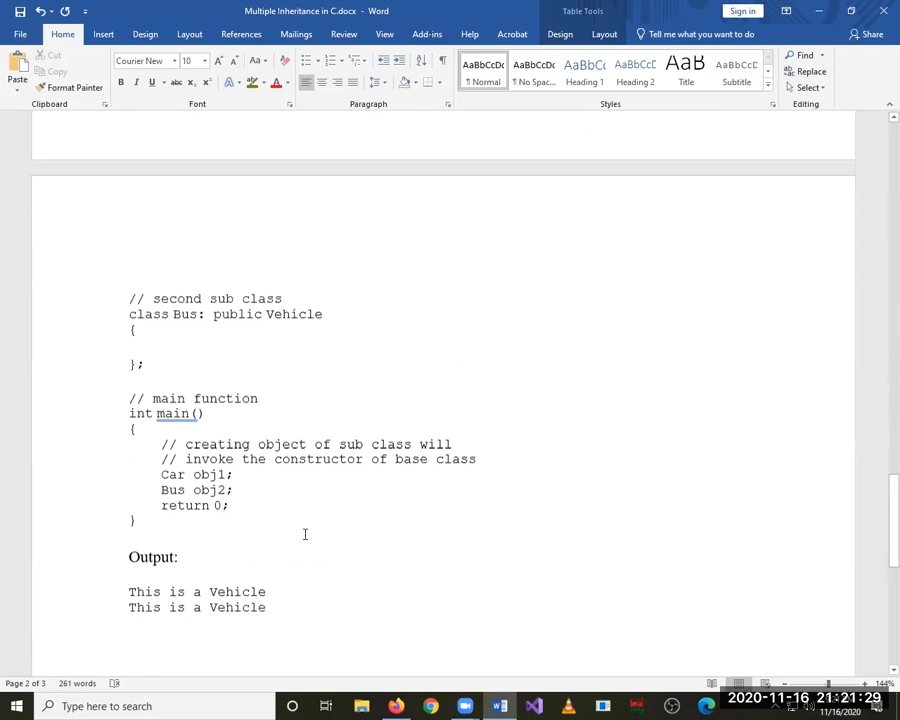 Multiple Inheritance in C.docx - Word
Table Tools
Sign in
File Home Insert Design Layout References Mailings Review View Add-ins Help Acrobat Design Layout Tell me what you want to do Share
Paste
Cut
Copy
Format Painter
Courier New 10
AaBbCcDc AaBbCcDc AaBbCc AaBbCcD AaB AaBbCcD
¶ Normal ¶ No Spac... Heading 1 Heading 2 Title Subtitle
Find
Replace
Select
Clipboard Font Paragraph Styles Editing
// second sub class
class Bus: public Vehicle
{
};
// main function
int main()
{
// creating object of sub class will
// invoke the constructor of base class
Car obj1;
Bus obj2;
return 0;
}
Output:
This is a Vehicle
This is a Vehicle
Page 2 of 3 261 words 144%
Type here to search
2020-11-16 21:21:29
11/16/2020